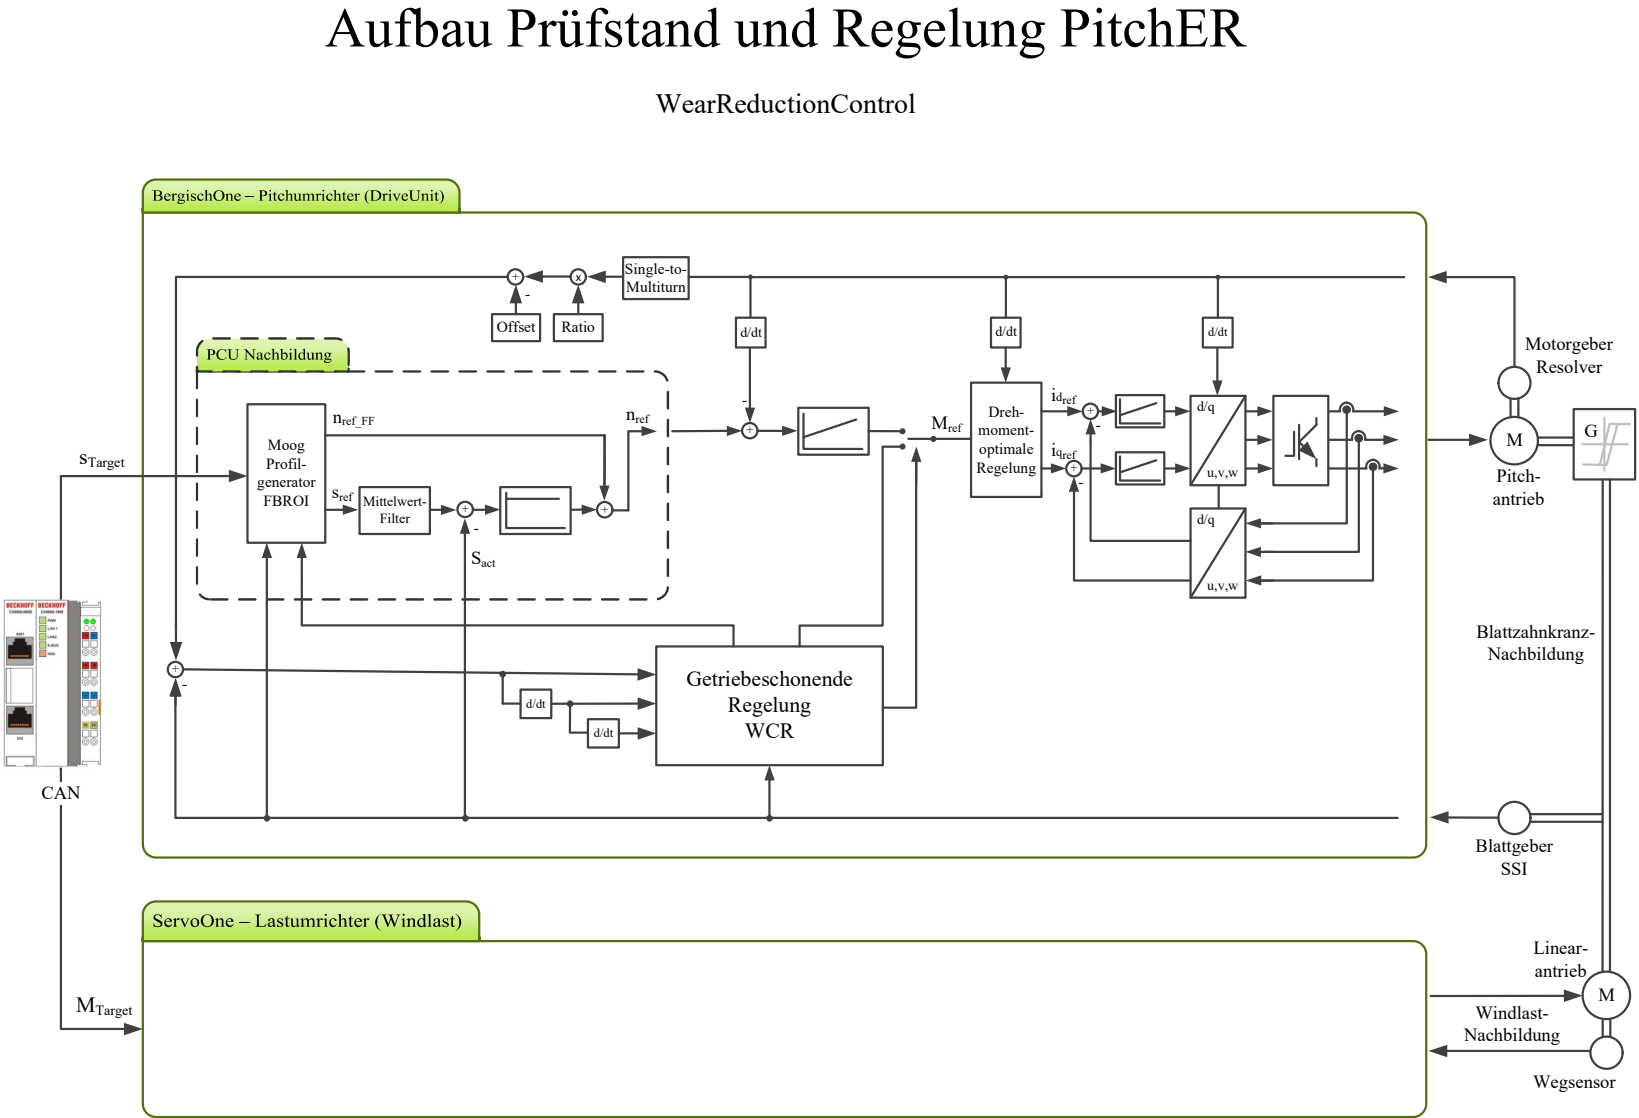 Aufbau Prüfstand und Regelung PitchER
WearReductionControl
BergischOne – Pitchumrichter (DriveUnit)
+
x
Single-to-
Multiturn
-
Offset
Ratio
d/dt
d/dt
d/dt
Motorgeber
Resolver
PCU Nachbildung
Moog
Profil-
generator
FBROI
nref_FF
sref
Mittelwert-
Filter
+
-
Sact
+
nref
-
+
Mref
Dreh-
moment-
optimale
Regelung
idref
+
-
iqref
+
-
d/q
u,v,w
d/q
u,v,w
M
Pitch-
antrieb
G
sTarget
BECKHOFF
BECKHOFF
CAN
+
-
d/dt
d/dt
Getriebeschonende
Regelung
WCR
Blattzahnkranz-
Nachbildung
Blattgeber
SSI
ServoOne – Lastumrichter (Windlast)
MTarget
Linear-
antrieb
M
Windlast-
Nachbildung
Wegsensor